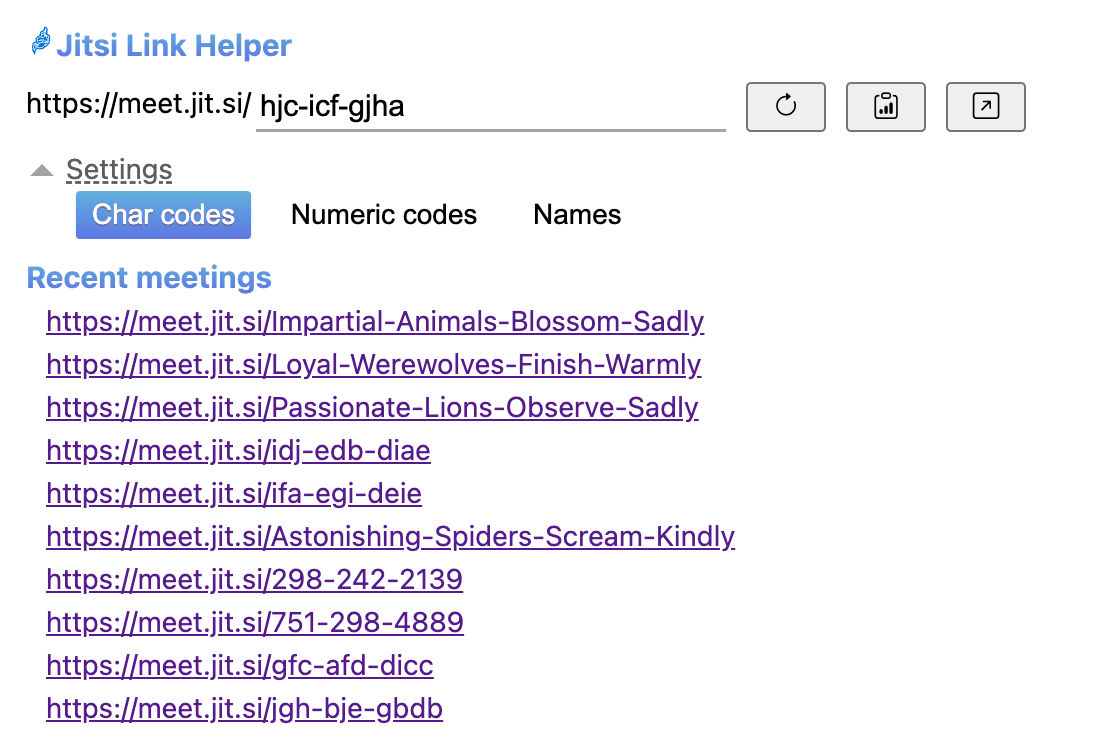 Jitsi Link Helper
https://meet.jit.si/ hjc-icf-gjha
Settings
Char codes Numeric codes Names
Recent meetings
https://meet.jit.si/Impartial-Animals-Blossom-Sadly
https://meet.jit.si/Loyal-Werewolves-Finish-Warmly
https://meet.jit.si/Passionate-Lions-Observe-Sadly
https://meet.jit.si/idj-edb-diae
https://meet.jit.si/ifa-egi-deie
https://meet.jit.si/Astonishing-Spiders-Scream-Kindly
https://meet.jit.si/298-242-2139
https://meet.jit.si/751-298-4889
https://meet.jit.si/gfc-afd-dicc
https://meet.jit.si/jgh-bje-gbdb